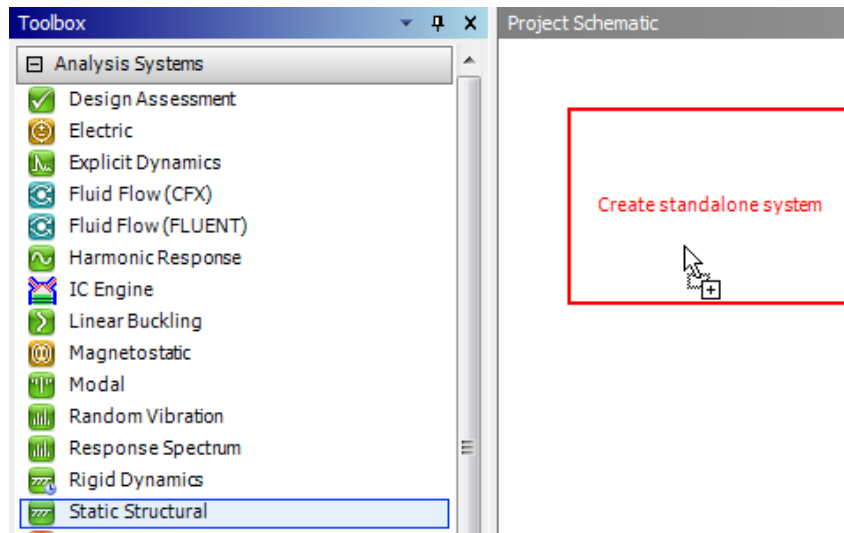 Toolbox
Project Schematic
Analysis Systems
Design Assessment
Electric
Explicit Dynamics
Fluid Flow (CFX)
Fluid Flow (FLUENT)
Harmonic Response
IC Engine
Linear Buckling
Magnetostatic
Modal
Random Vibration
Response Spectrum
Rigid Dynamics
Static Structural
Create standalone system